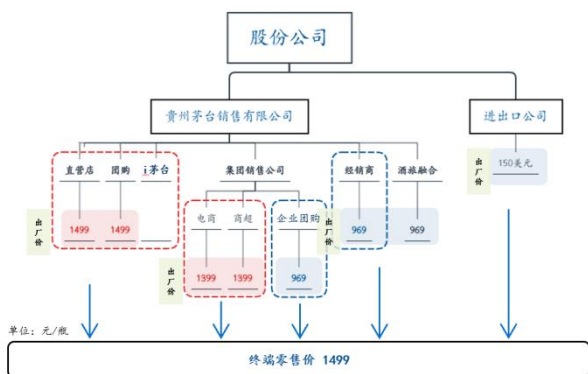 股份公司
贵州茅台销售有限公司
进出口公司
直营店 团购 i茅台
集团销售公司
经销商 酒旅融合
出厂价 150美元
电商 商超 企业团购
出厂价 1499 1499
出厂价 969 969
出厂价 1399 1399 969
单位：元/瓶
终端零售价 1499